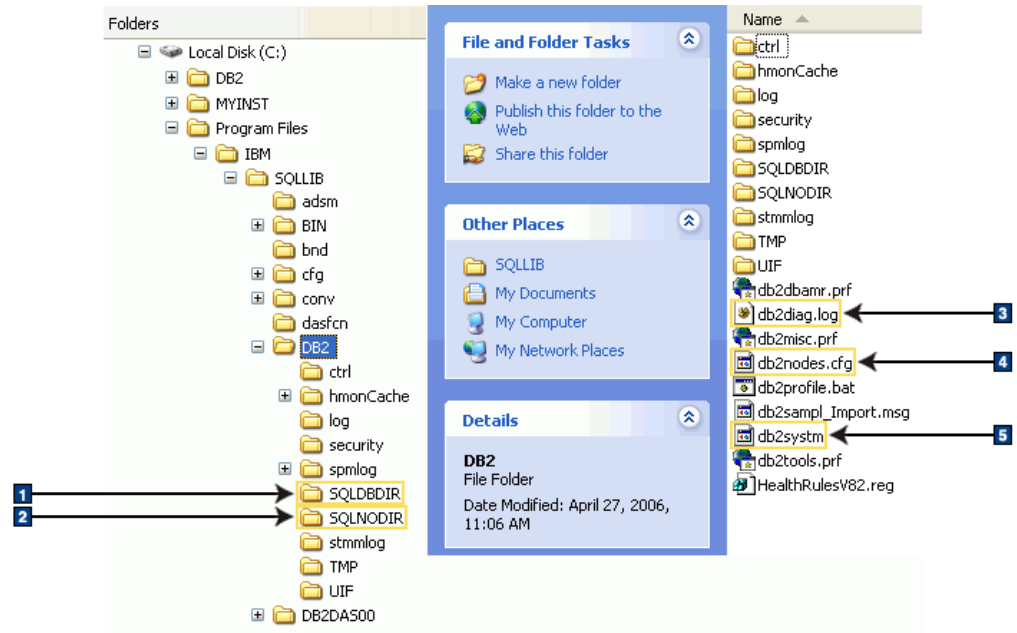 Folders
Local Disk (C:)
DB2
MYINST
Program Files
IBM
SQLLIB
adsm
BIN
bnd
cfg
conv
dasfcn
DB2
ctrl
hmonCache
log
security
spmlog
1 SQLDBDIR
2 SQLNODIR
stmmlog
TMP
UIF
DB2DAS00
File and Folder Tasks
Make a new folder
Publish this folder to the
Web
Share this folder
Other Places
SQLLIB
My Documents
My Computer
My Network Places
Details
DB2
File Folder
Date Modified: April 27, 2006,
11:06 AM
Name
ctrl
hmonCache
log
security
spmlog
SQLDBDIR
SQLNODIR
stmmlog
TMP
UIF
db2dbamr.prf
db2diag.log 3
db2misc.prf
db2nodes.cfg 4
db2profile.bat
db2sampl_Import.msg
db2systm 5
db2tools.prf
HealthRulesV82.reg